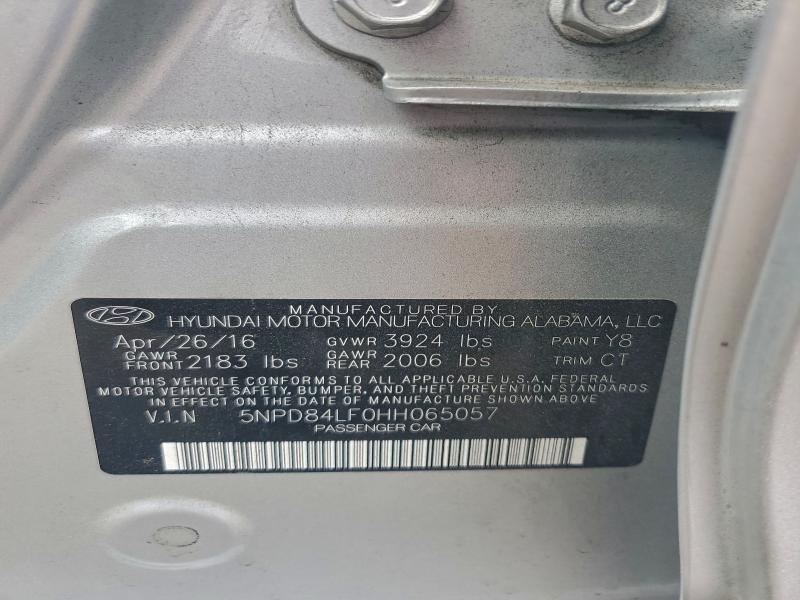 MANUFACTURED BY
HYUNDAI MOTOR MANUFACTURING ALABAMA, LLC
Apr/26/16 GVWR 3924 lbs PAINT Y8
GAWR FRONT 2183 lbs GAWR REAR 2006 lbs TRIM CT
THIS VEHICLE CONFORMS TO ALL APPLICABLE U.S.A. FEDERAL
MOTOR VEHICLE SAFETY, BUMPER, AND THEFT PREVENTION STANDARDS
IN EFFECT ON THE DATE OF MANUFACTURE SHOWN ABOVE
V.I.N 5NPD84LF0HH065057
PASSENGER CAR